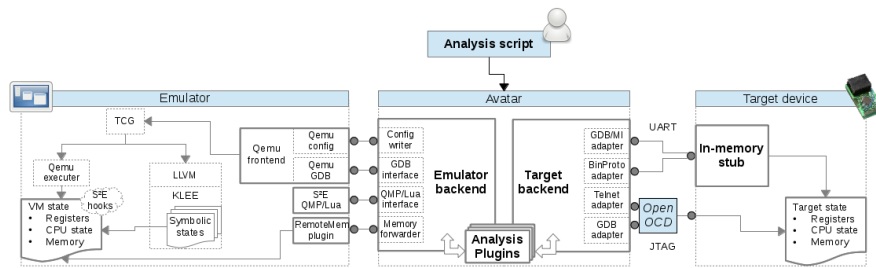 Analysis script
Emulator
Avatar
Target device
TCG
Qemu
frontend
Qemu
config
Qemu
GDB
Config
writer
GDB
interface
Emulator
backend
Target
backend
GDB/MI
adapter
BinProto
adapter
UART
In-memory
stub
Qemu
executer
LLVM
KLEE
S²E
hooks
VM state
• Registers
• CPU state
• Memory
Symbolic
states
S²E
QMP/Lua
RemoteMem
plugin
QMP/Lua
interface
Memory
forwarder
Analysis
Plugins
Telnet
adapter
GDB
adapter
Open
OCD
JTAG
Target state
• Registers
• CPU state
• Memory